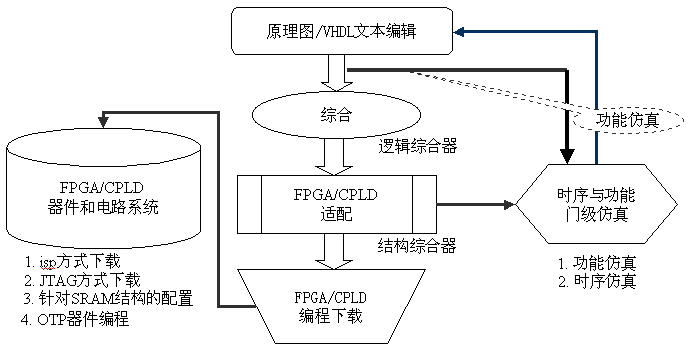 原理图/VHDL文本编辑
综合
功能仿真
逻辑综合器
FPGA/CPLD
器件和电路系统
FPGA/CPLD
适配
时序与功能
门级仿真
结构综合器
1. isp方式下载
2. JTAG方式下载
3. 针对SRAM结构的配置
4. OTP器件编程
1. 功能仿真
2. 时序仿真
FPGA/CPLD
编程下载